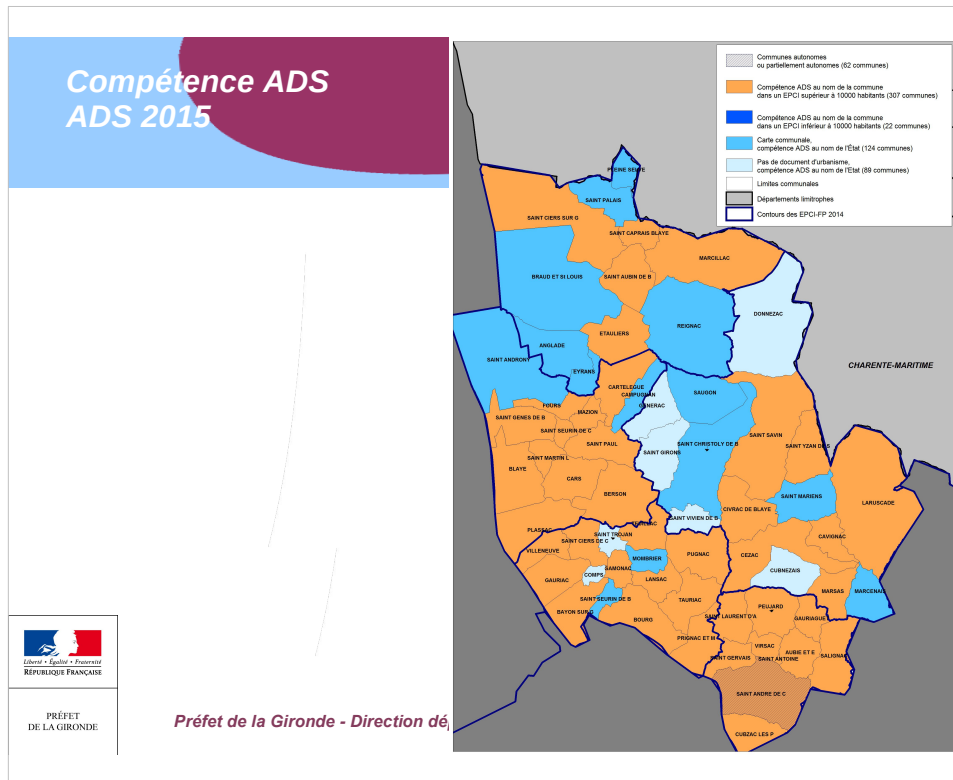 Compétence ADS
ADS 2015
Communes autonomes
ou partiellement autonomes (62 communes)
Compétence ADS au nom de la commune
dans un EPCI supérieur à 10000 habitants (307 communes)
Compétence ADS au nom de la commune
dans un EPCI inférieur à 10000 habitants (22 communes)
Carte communale,
compétence ADS au nom de l'État (124 communes)
Pas de document d'urbanisme,
compétence ADS au nom de l'Etat (89 communes)
Limites communales
Départements limitrophes
Contours des EPCI-FP 2014
PLEINE SELVE
SAINT PALAIS
SAINT CIERS SUR G
SAINT CAPRAIS BLAYE
MARCILLAC
BRAUD ET St LOUIS
SAINT AUBIN DE B
DONNEZAC
REIGNAC
ETAULIERS
ANGLADE
SAINT ANDRONY
EYRANS
CHARENTE-MARITIME
CARTELEGUE
CAMPUGNAN
GENERAC
SAUGON
FOURS
MAZION
SAINT GENES DE B
SAINT SEURIN DE C
SAINT PAUL
SAINT CHRISTOLY DE B
SAINT SAVIN
SAINT YZAN DE S
SAINT GIRONS
SAINT MARTIN L
BLAYE
CARS
BERSON
SAINT MARIENS
LARUSCADE
CIVRAC DE BLAYE
SAINT VIVIEN DE B
PLASSAC
SAINT TROJAN
SAINT CIERS DE C
CAVIGNAC
VILLENEUVE
MOMBRIER
PUGNAC
CEZAC
SAMONAC
COMPS
CUBNEZAIS
GAURIAC
LANSAC
MARSAS
MARCENAIS
SAINT SEURIN DE B
TAURIAC
PEUJARD
BAYON SUR G
BOURG
SAINT LAURENT D'A
GAURIAGUE
PRIGNAC ET M
VIRSAC
AUBIE ET E
SALIGNAC
SAINT GERVAIS
SAINT ANTOINE
SAINT ANDRE DE C
CUBZAC LES P
Liberté • Égalité • Fraternité
RÉPUBLIQUE FRANÇAISE
PRÉFET
DE LA GIRONDE
Préfet de la Gironde - Direction dé